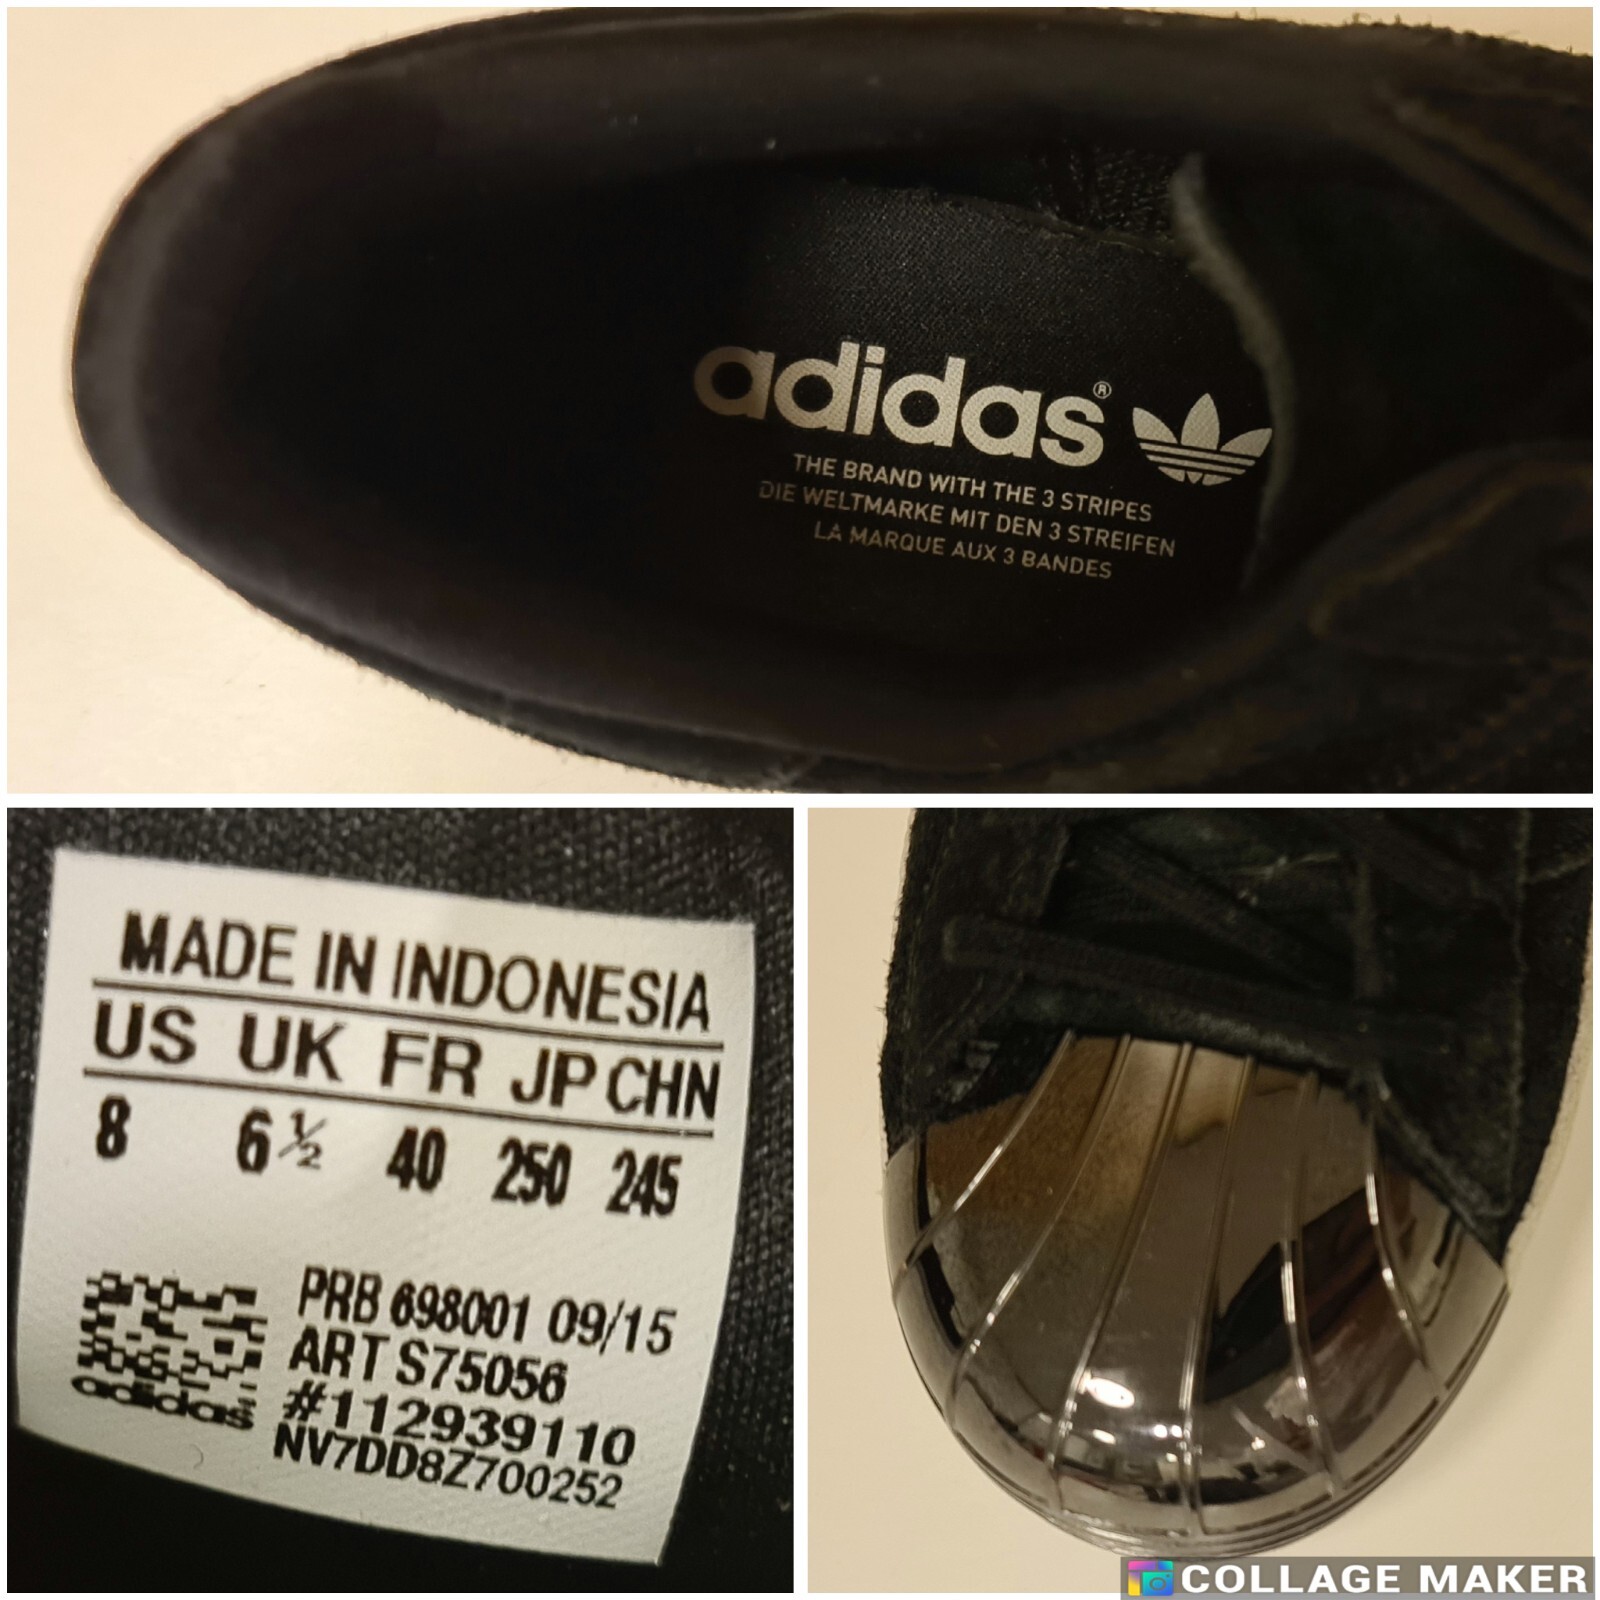 adidas®
THE BRAND WITH THE 3 STRIPES
DIE WELTMARKE MIT DEN 3 STREIFEN
LA MARQUE AUX 3 BANDES
MADE IN INDONESIA
US UK FR JP CHN
8 6 ½ 40 250 245
PRB 698001 09/15
ART S75056
#112939110
NV7DD8Z700252
adidas
COLLAGE MAKER